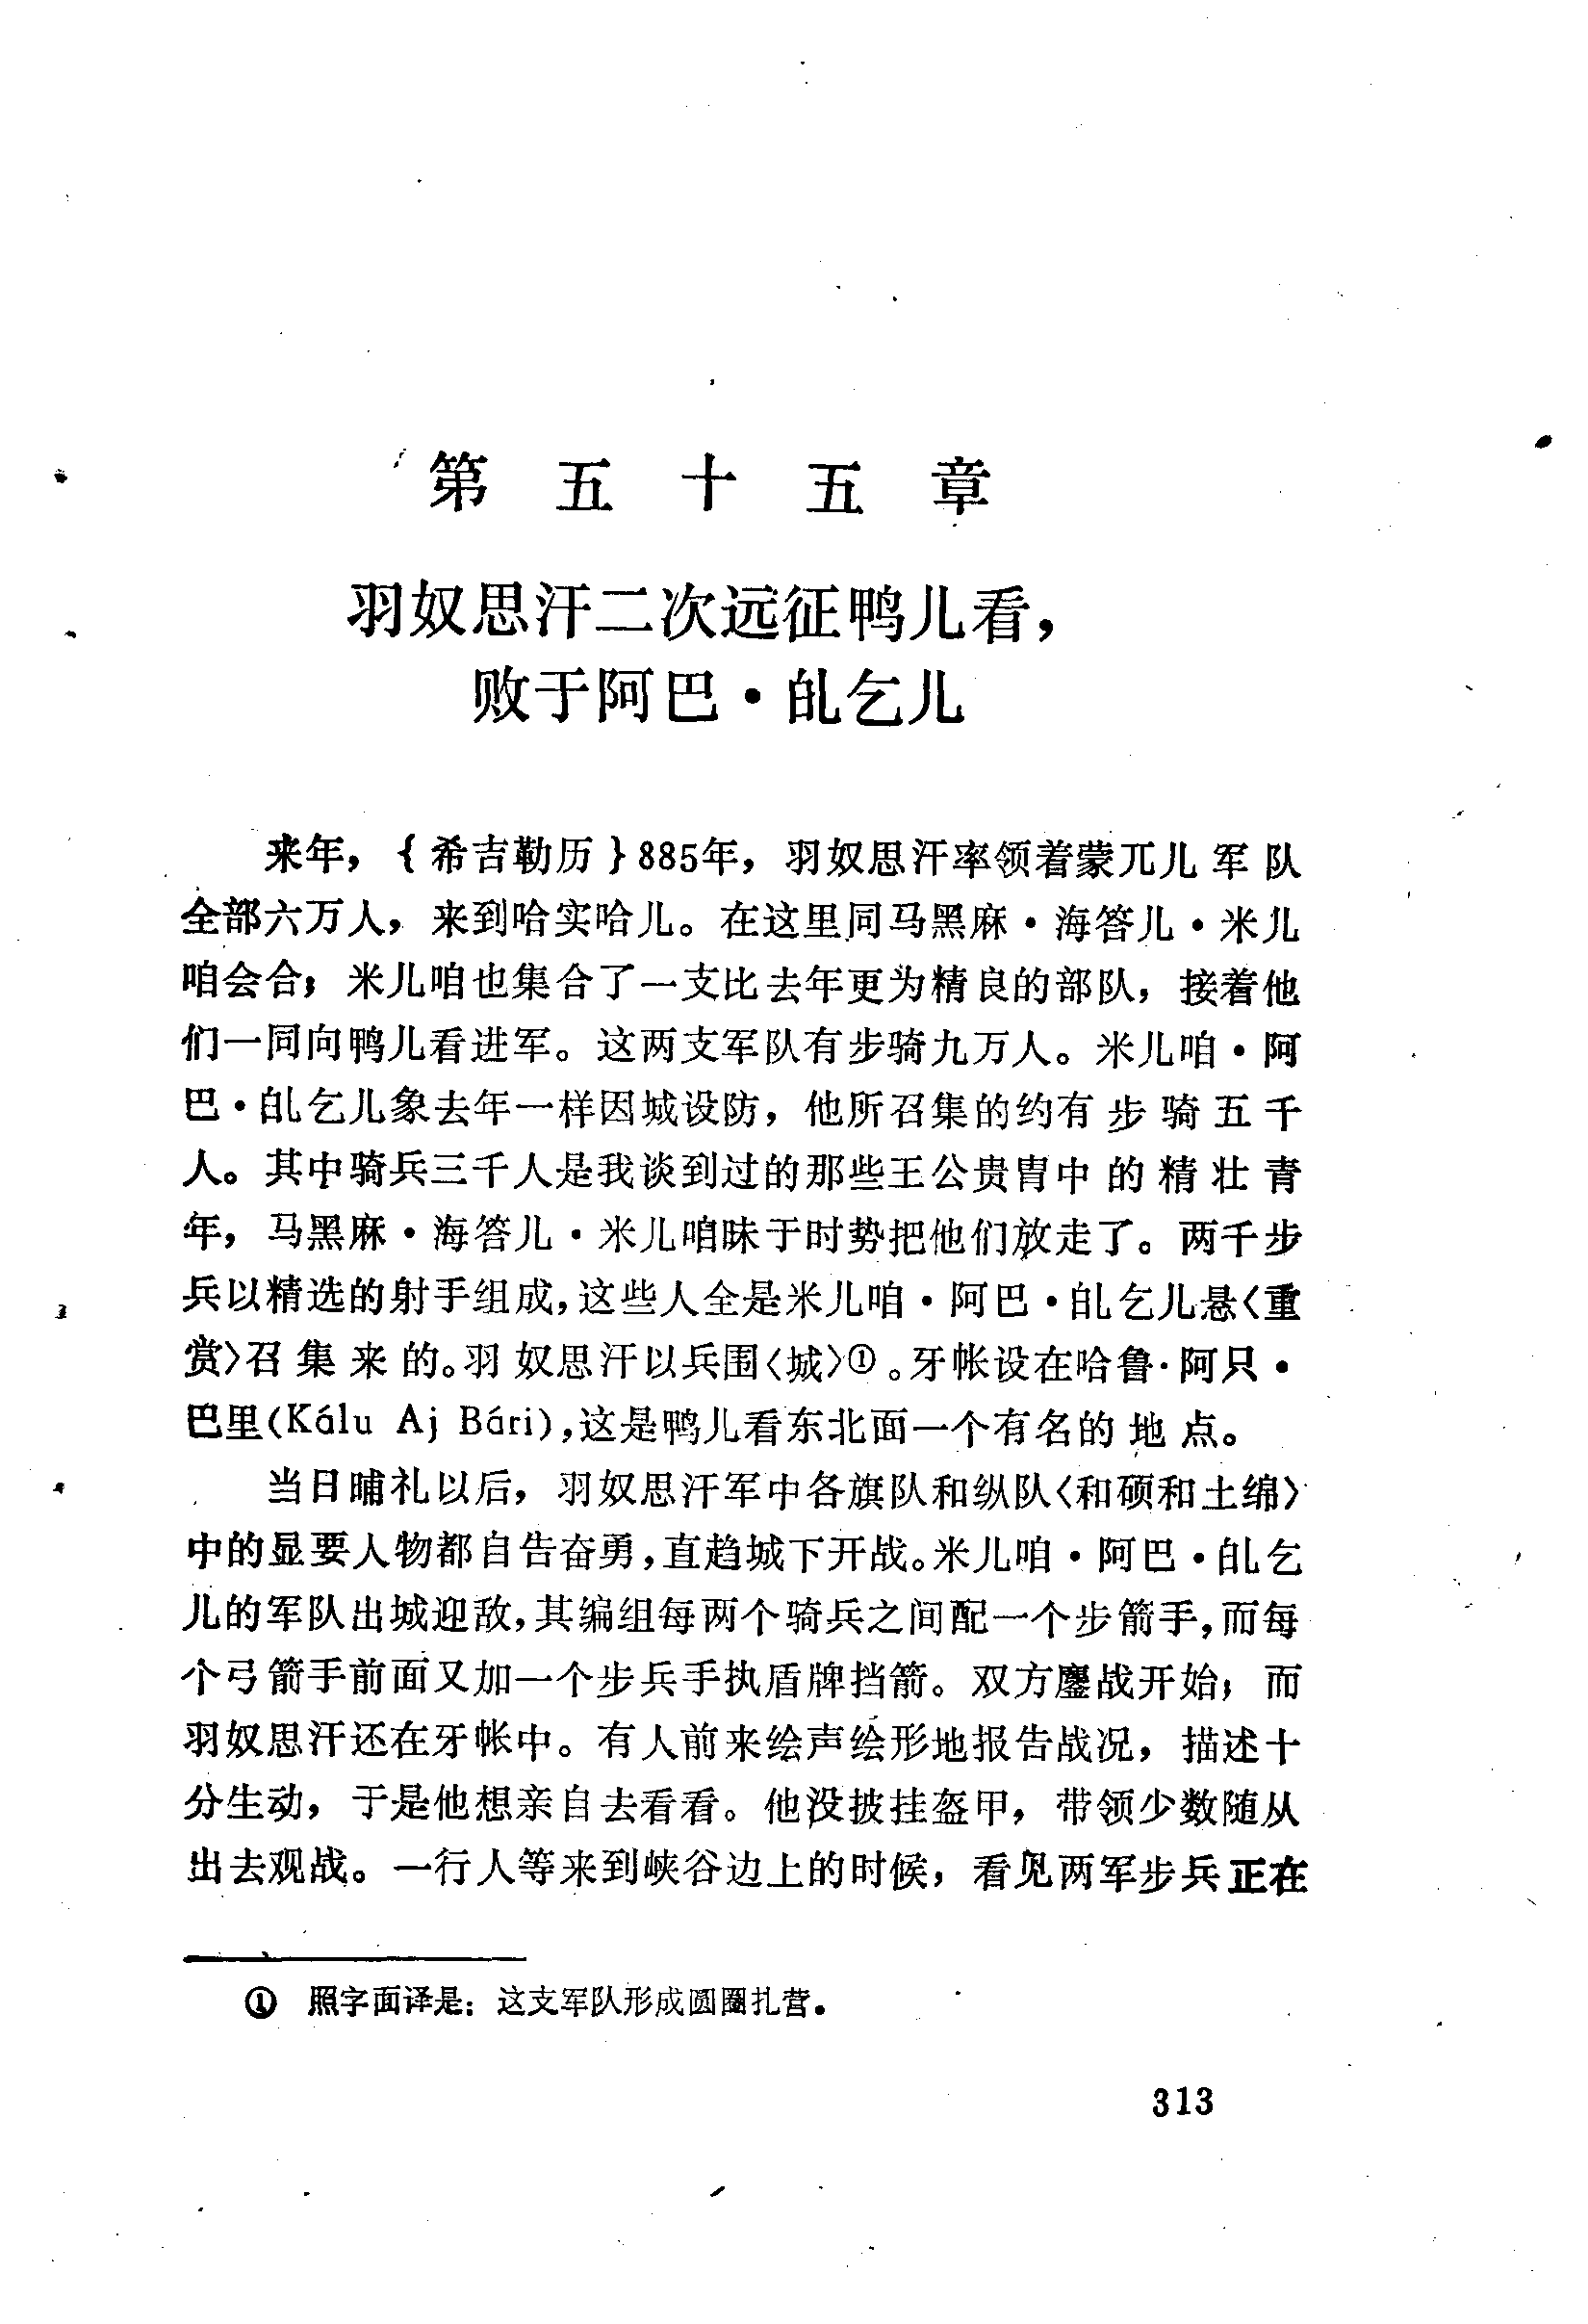 第五十五章
羽奴思汗二次远征鸭儿看，
败于阿巴·癿乞儿
来年，{希吉勒历}885年，羽奴思汗率领着蒙兀儿军队
全部六万人，来到哈实哈儿。在这里同马黑麻·海答儿·米儿
咱会合；米儿咱也集合了一支比去年更为精良的部队，接着他
们一同向鸭儿看进军。这两支军队有步骑九万人。米儿咱·阿
巴·癿乞儿象去年一样因城设防，他所召集的约有步骑五千
人。其中骑兵三千人是我谈到过的那些王公贵胄中的精壮青
年，马黑麻·海答儿·米儿咱昧于时势把他们放走了。两千步
兵以精选的射手组成，这些人全是米儿咱·阿巴·癿乞儿悬〈重
赏〉召集来的。羽奴思汗以兵围〈城〉①。牙帐设在哈鲁·阿只·
巴里(Kálu Aj Bári)，这是鸭儿看东北面一个有名的地点。
当日晡礼以后，羽奴思汗军中各旗队和纵队〈和硕和土绵〉
中的显要人物都自告奋勇，直趋城下开战。米儿咱·阿巴·癿乞
儿的军队出城迎敌，其编组每两个骑兵之间配一个步箭手，而每
个弓箭手前面又加一个步兵手执盾牌挡箭。双方鏖战开始；而
羽奴思汗还在牙帐中。有人前来绘声绘形地报告战况，描述十
分生动，于是他想亲自去看看。他没披挂盔甲，带领少数随从
出去观战。一行人等来到峡谷边上的时候，看见两军步兵正在
① 照字面译是：这支军队形成圆圈扎营。
313